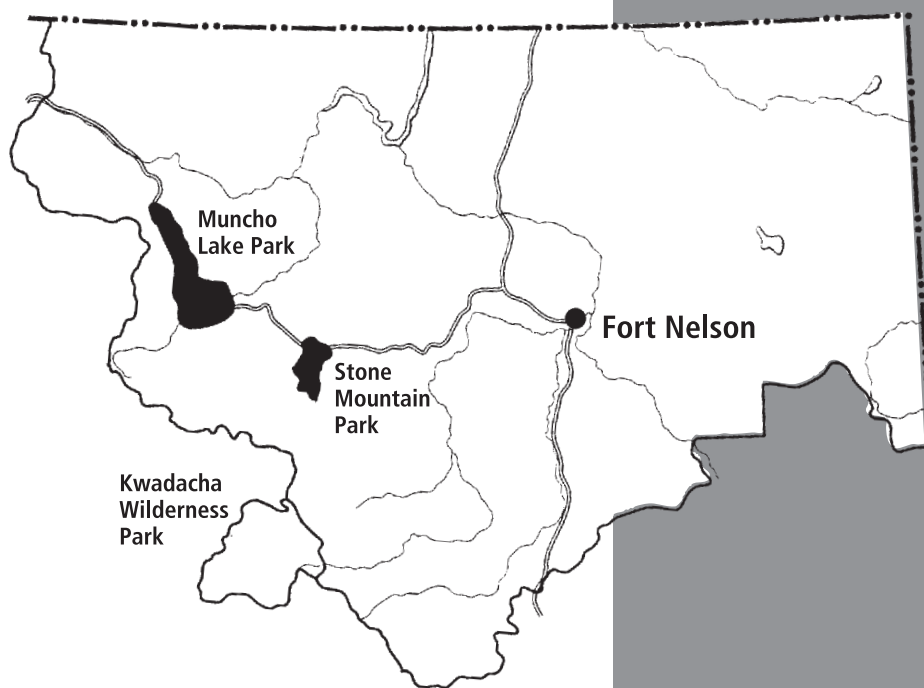 Muncho
Lake Park
Fort Nelson
Stone
Mountain
Park
Kwadacha
Wilderness
Park